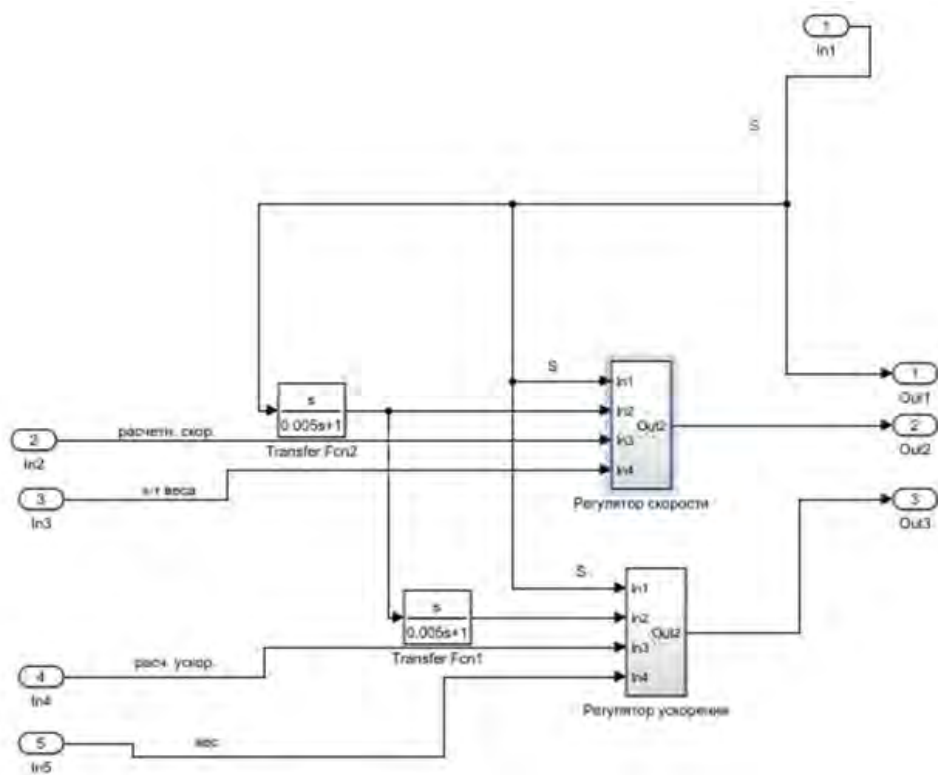 1
In1
S
s
0.005s+1
Transfer Fcn2
S
In1
In2
In3
In4
Out2
Регулятор скорости
1
Out1
2
Out2
3
Out3
2
In2
расчетн. скор.
3
In3
к-т веса
S
s
0.005s+1
Transfer Fcn1
In1
In2
In3
In4
Out2
Регулятор ускорения
4
In4
расч. ускор.
5
In5
вес